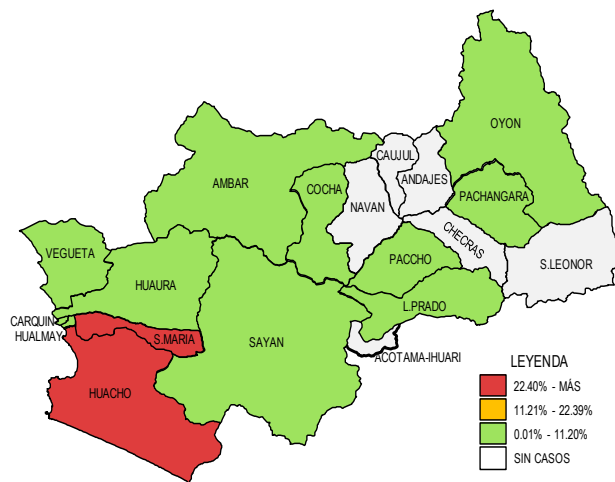 OYON
CAUJUL
ANDAJES
AMBAR
COCHA
PACHANGARA
NAVAN
CHECRAS
VEGUETA
PACCHO
S.LEONOR
HUAURA
L.PRADO
CARQUIN
HUALMAY
S.MARIA
SAYAN
ACOTAMA-IHUARI
HUACHO
LEYENDA
22.40% - MÁS
11.21% - 22.39%
0.01% - 11.20%
SIN CASOS